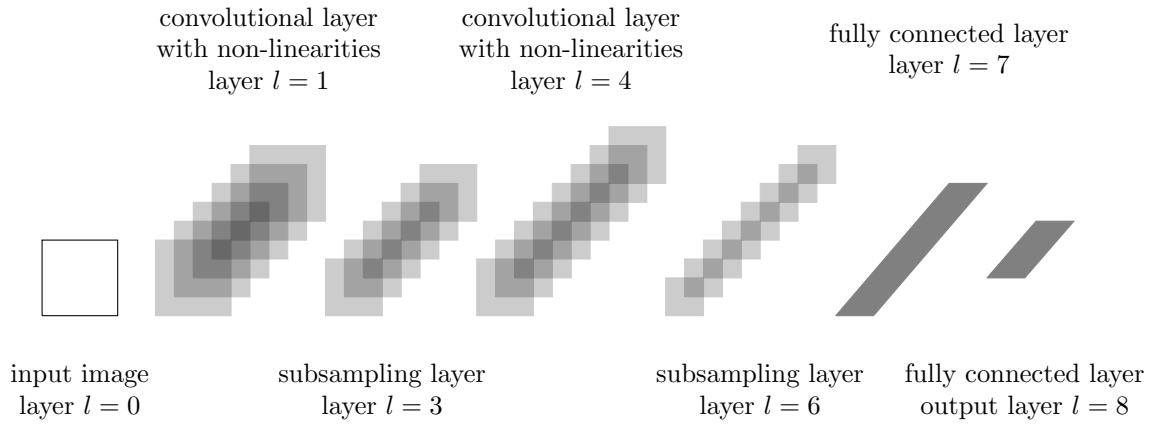 convolutional layer
with non-linearities
layer l = 1
convolutional layer
with non-linearities
layer l = 4
fully connected layer
layer l = 7
input image
layer l = 0
subsampling layer
layer l = 3
subsampling layer
layer l = 6
fully connected layer
output layer l = 8